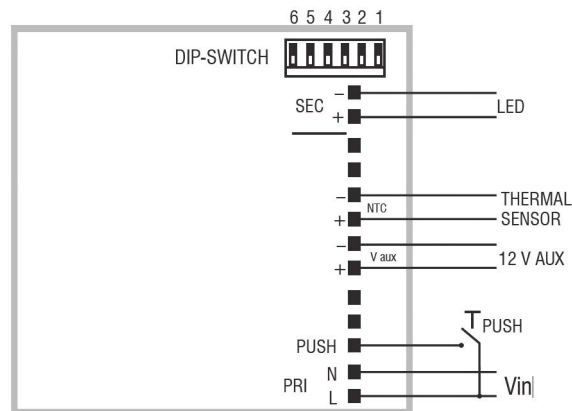 6 5 4 3 2 1
DIP-SWITCH
–
SEC
LED
+
–
THERMAL
NTC
+
SENSOR
–
12 V AUX
V aux
+
PUSH
PUSH
N
PRI
Vin
L